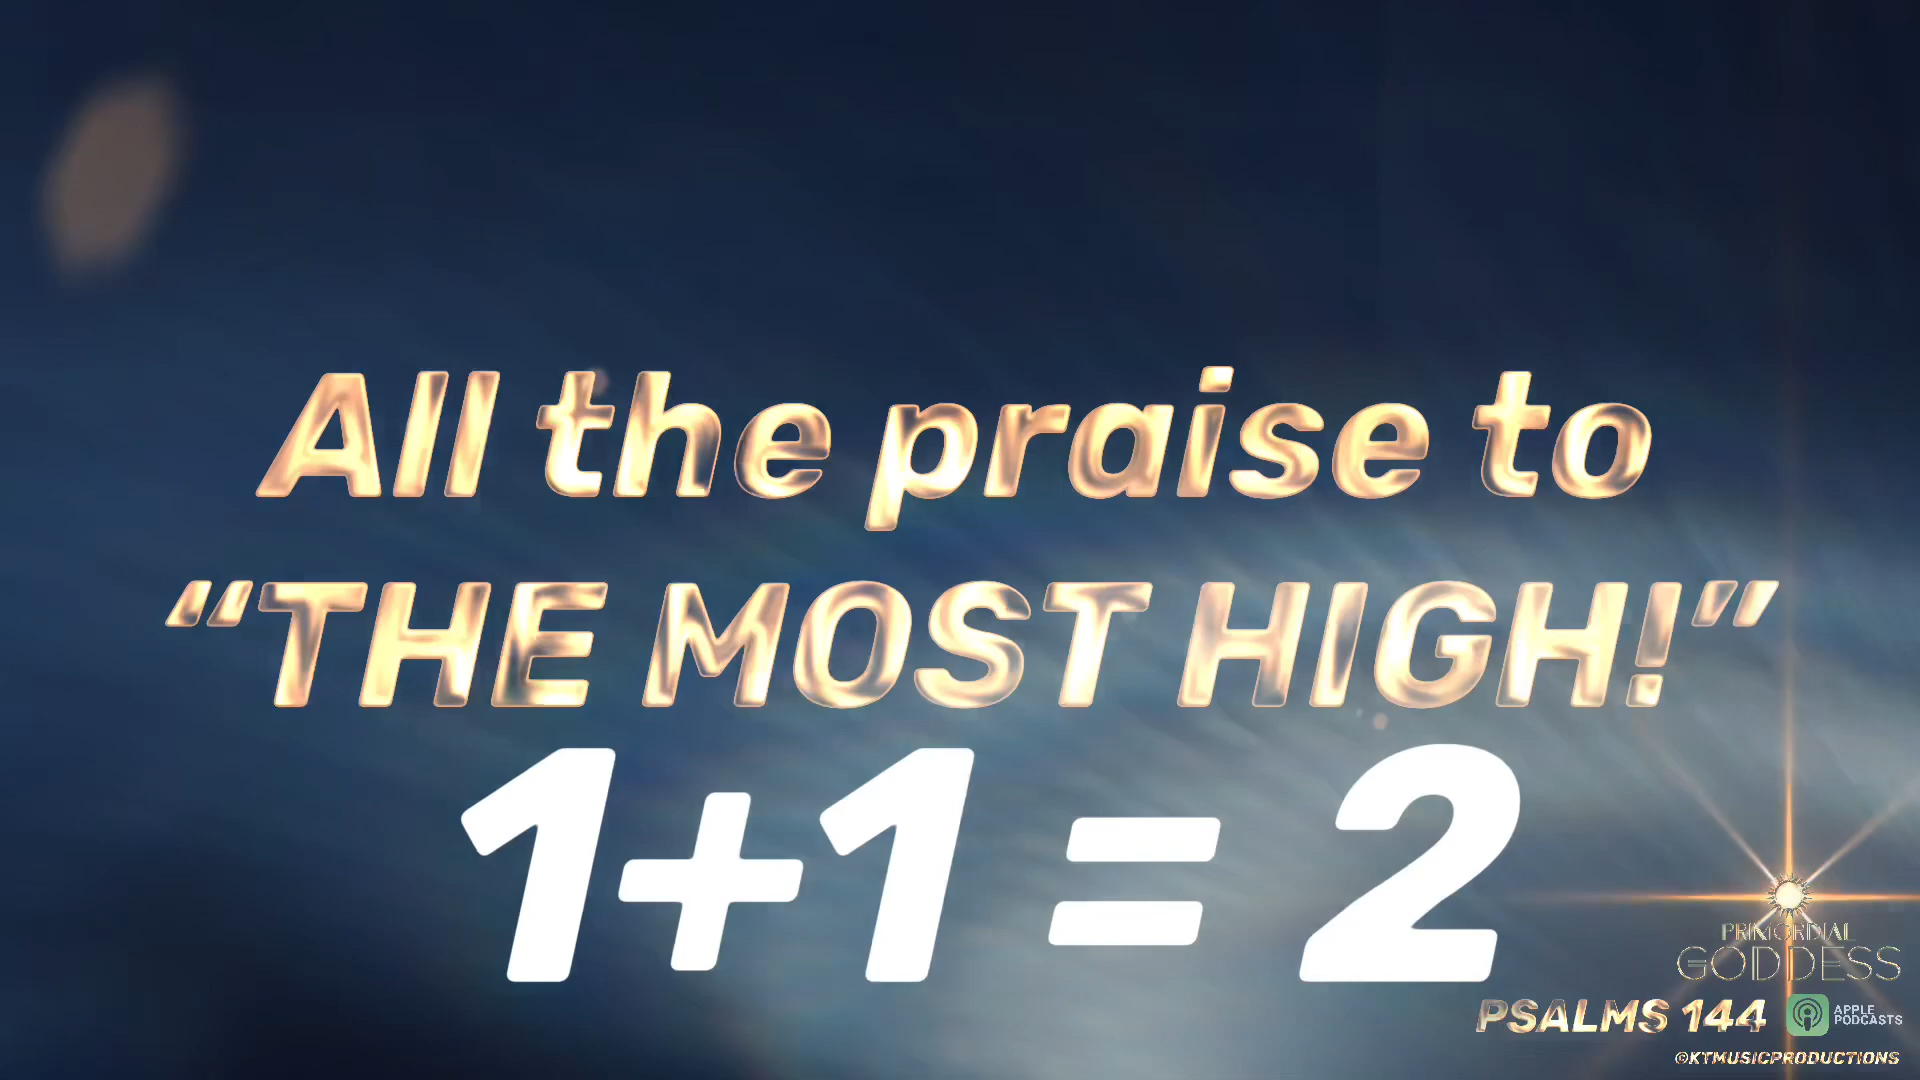 All the praise to
“THE MOST HIGH!”
1+1 = 2
PRIMORDIAL
GODDESS
PSALMS 144
APPLE
PODCASTS
©KTMUSICPRODUCTIONS